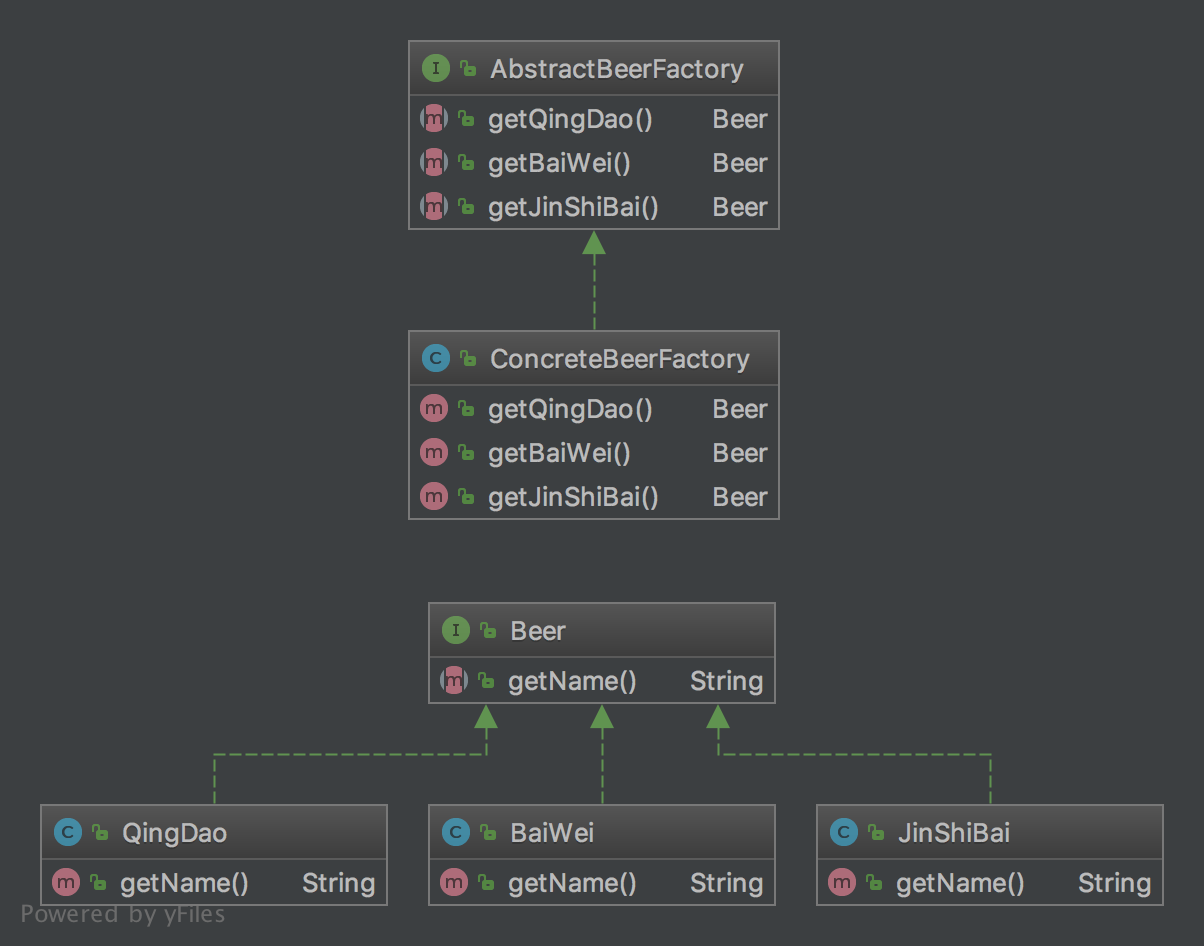 I AbstractBeerFactory
m getQingDao() Beer
m getBaiWei() Beer
m getJinShiBai() Beer
C ConcreteBeerFactory
m getQingDao() Beer
m getBaiWei() Beer
m getJinShiBai() Beer
I Beer
m getName() String
C QingDao
m getName() String
C BaiWei
m getName() String
C JinShiBai
m getName() String
Powered by yFiles